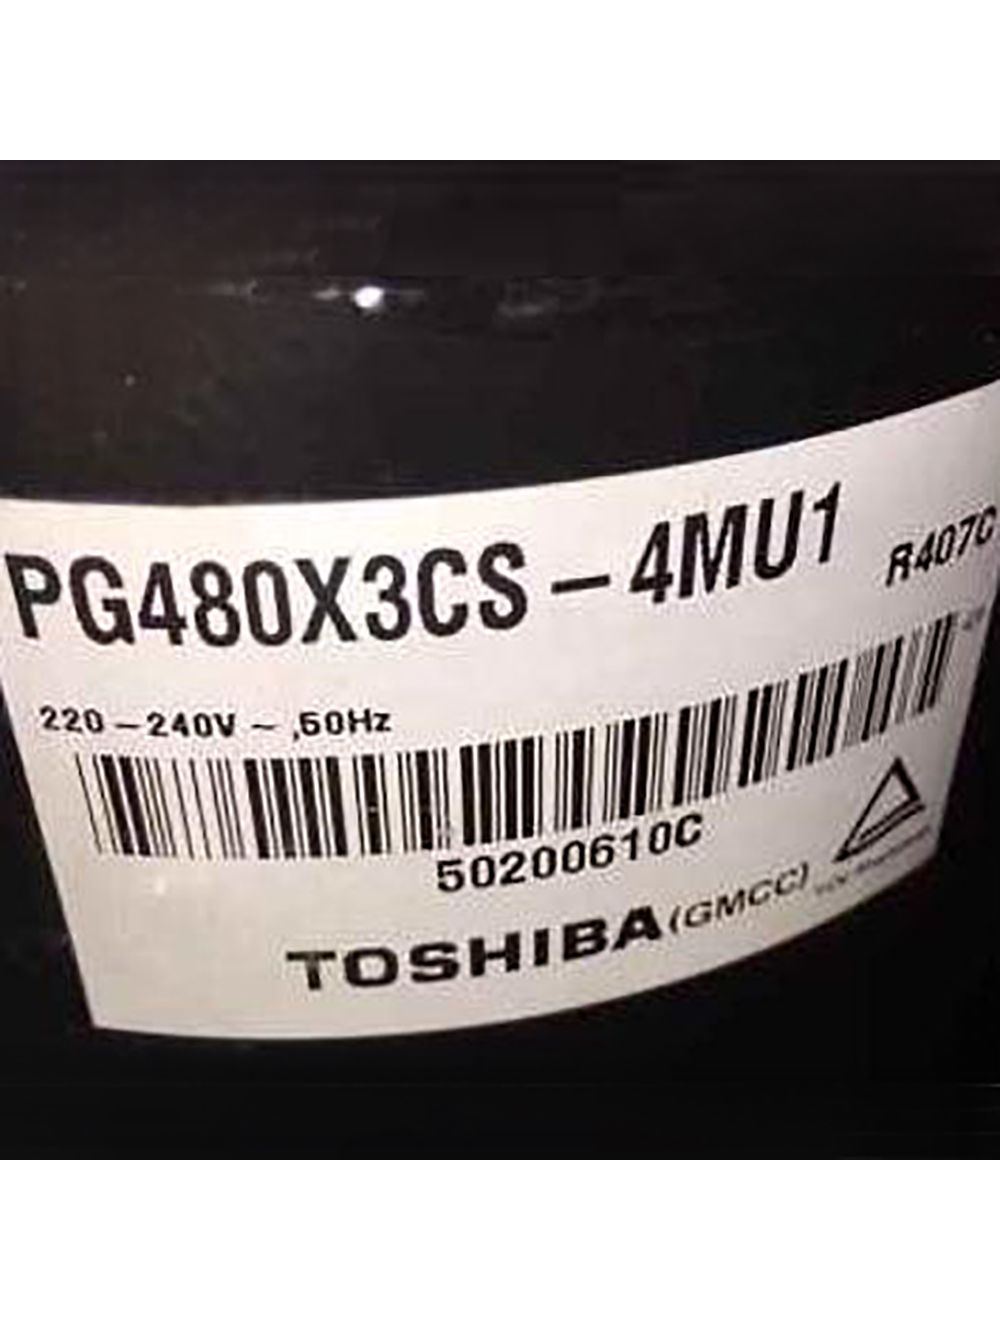 PG480X3CS-4MU1 R407C
220-240V~,50Hz
50200610C
TOSHIBA(GMCC)